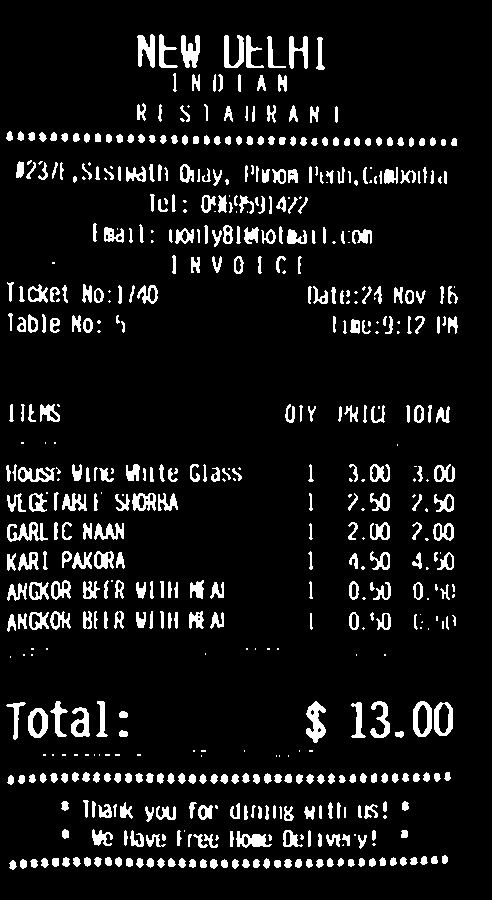 NEW DELHI
INDIAN
RESTAURANT
#237E,Sisiwath Quay, Phnom Penh,Cambodia
Tel: 0969591422
Email: uonly81@hotmail.com
INVOICE
Ticket No:1740 Date:24 Nov 16
Table No: 5 Time:9:12 PM
ITEMS QTY PRICE TOTAL
House Wine White Glass 1 3.00 3.00
VEGETABLE SHORBA 1 2.50 2.50
GARLIC NAAN 1 2.00 2.00
KARI PAKORA 1 4.50 4.50
ANGKOR BEER WITH MEAL 1 0.50 0.50
ANGKOR BEER WITH MEAL 1 0.50 0.50
Total: $ 13.00
* Thank you for dining with us! *
* We Have Free Home Delivery! *